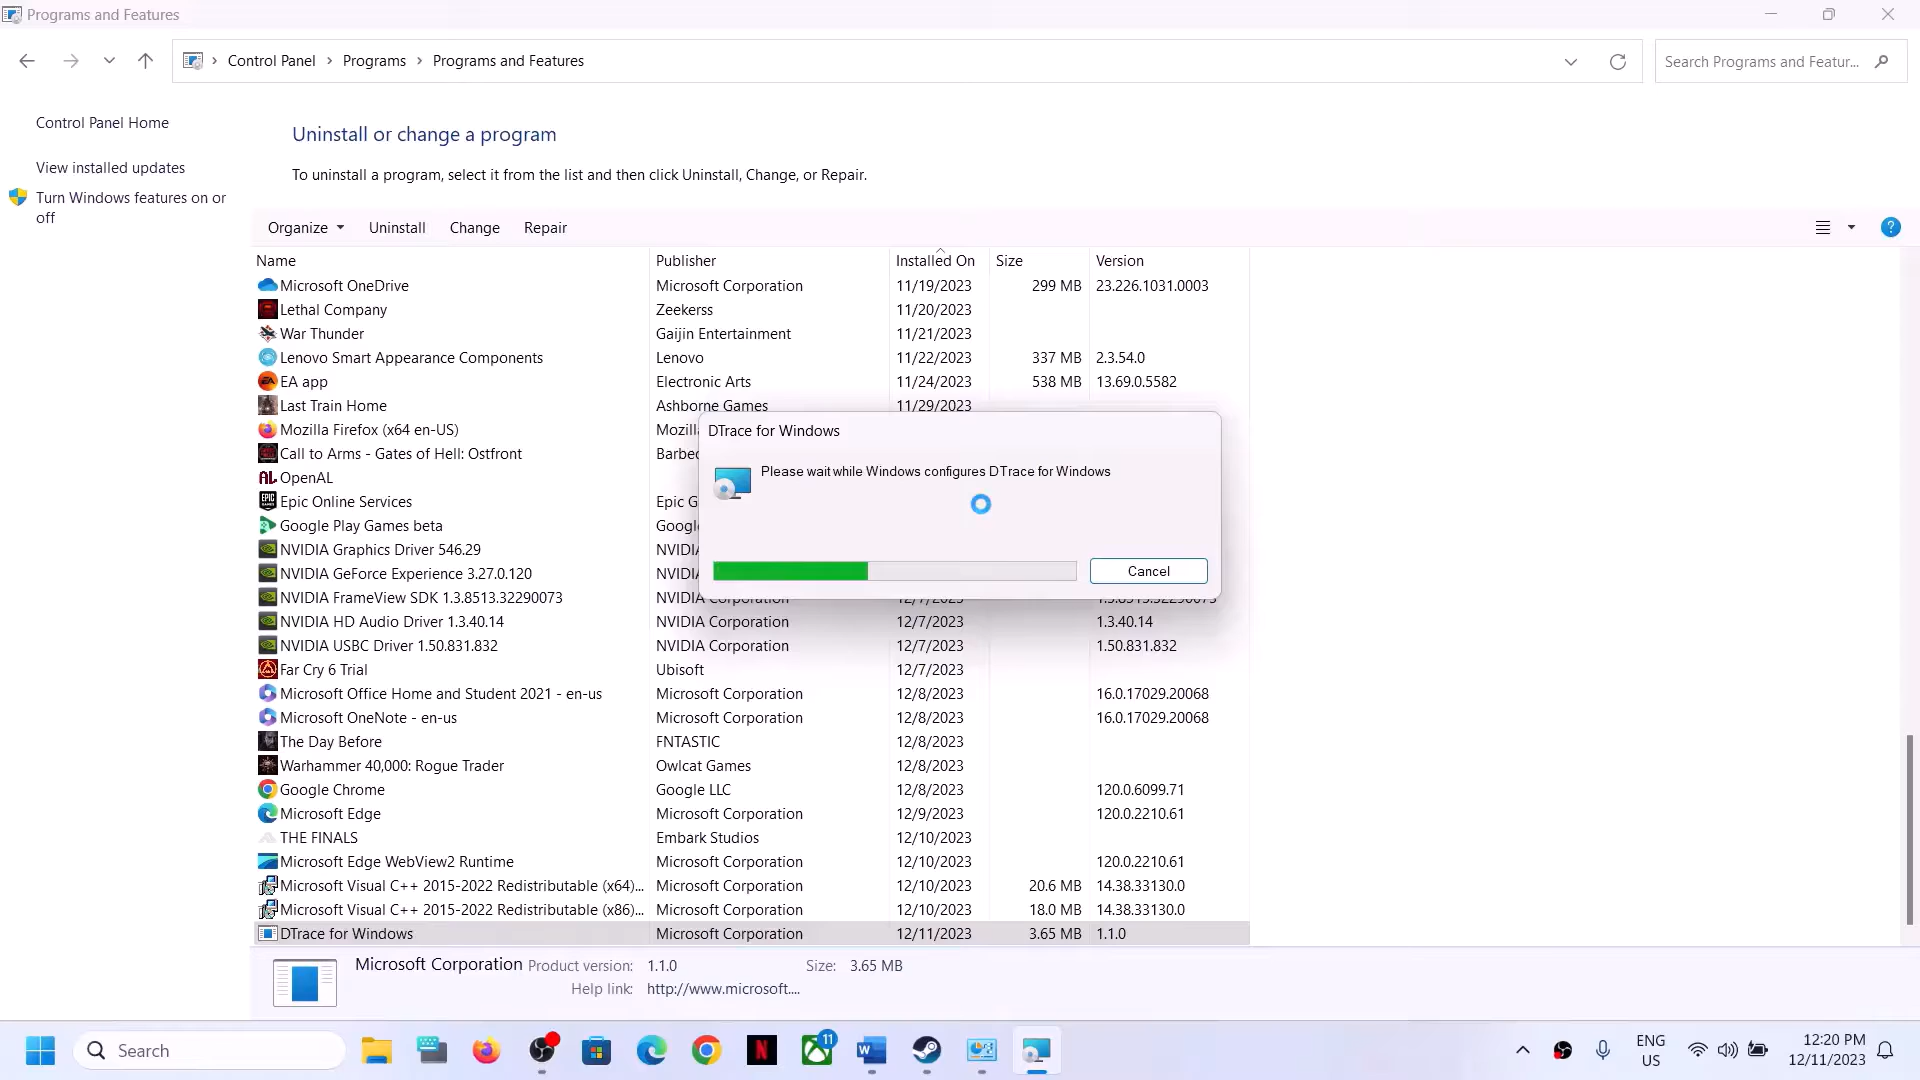 Programs and Features
Control Panel > Programs > Programs and Features
Search Programs and Featur...
Control Panel Home
View installed updates
Turn Windows features on or
off
Uninstall or change a program
To uninstall a program, select it from the list and then click Uninstall, Change, or Repair.
Organize Uninstall Change Repair
Name Publisher Installed On Size Version
Microsoft OneDrive Microsoft Corporation 11/19/2023 299 MB 23.226.1031.0003
Lethal Company Zeekerss 11/20/2023
War Thunder Gaijin Entertainment 11/21/2023
Lenovo Smart Appearance Components Lenovo 11/22/2023 337 MB 2.3.54.0
EA app Electronic Arts 11/24/2023 538 MB 13.69.0.5582
Last Train Home Ashborne Games 11/29/2023
Mozilla Firefox (x64 en-US)
Call to Arms - Gates of Hell: Ostfront
OpenAL
Epic Online Services Epic G
Google Play Games beta
NVIDIA Graphics Driver 546.29
NVIDIA GeForce Experience 3.27.0.120
NVIDIA FrameView SDK 1.3.8513.32290073 NVIDIA Corporation 12/7/2023 1.3.8513.32290073
NVIDIA HD Audio Driver 1.3.40.14 NVIDIA Corporation 12/7/2023 1.3.40.14
NVIDIA USBC Driver 1.50.831.832 NVIDIA Corporation 12/7/2023 1.50.831.832
Far Cry 6 Trial Ubisoft 12/7/2023
Microsoft Office Home and Student 2021 - en-us Microsoft Corporation 12/8/2023 16.0.17029.20068
Microsoft OneNote - en-us Microsoft Corporation 12/8/2023 16.0.17029.20068
The Day Before FNTASTIC 12/8/2023
Warhammer 40,000: Rogue Trader Owlcat Games 12/8/2023
Google Chrome Google LLC 12/8/2023 120.0.6099.71
Microsoft Edge Microsoft Corporation 12/9/2023 120.0.2210.61
THE FINALS Embark Studios 12/10/2023
Microsoft Edge WebView2 Runtime Microsoft Corporation 12/10/2023 120.0.2210.61
Microsoft Visual C++ 2015-2022 Redistributable (x64)... Microsoft Corporation 12/10/2023 20.6 MB 14.38.33130.0
Microsoft Visual C++ 2015-2022 Redistributable (x86)... Microsoft Corporation 12/10/2023 18.0 MB 14.38.33130.0
DTrace for Windows Microsoft Corporation 12/11/2023 3.65 MB 1.1.0
DTrace for Windows
Please wait while Windows configures DTrace for Windows
Cancel
Microsoft Corporation Product version: 1.1.0 Size: 3.65 MB
Help link: http://www.microsoft....
Search
11
ENG
US
12:20 PM
12/11/2023